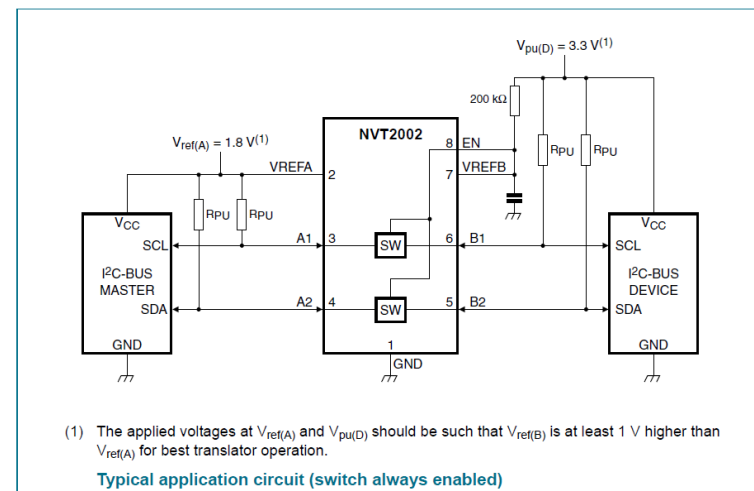 Vpu(D) = 3.3 V(1)
200 kΩ
NVT2002
Vref(A) = 1.8 V(1)
8 EN
RPU RPU
VREFA 2
7 VREFB
VCC
RPU RPU
VCC
SCL
A1 3
SW
6 B1
SCL
I2C-BUS
MASTER
I2C-BUS
DEVICE
SDA
A2 4
SW
5 B2
SDA
GND
1
GND
GND
(1) The applied voltages at Vref(A) and Vpu(D) should be such that Vref(B) is at least 1 V higher than
Vref(A) for best translator operation.
Typical application circuit (switch always enabled)